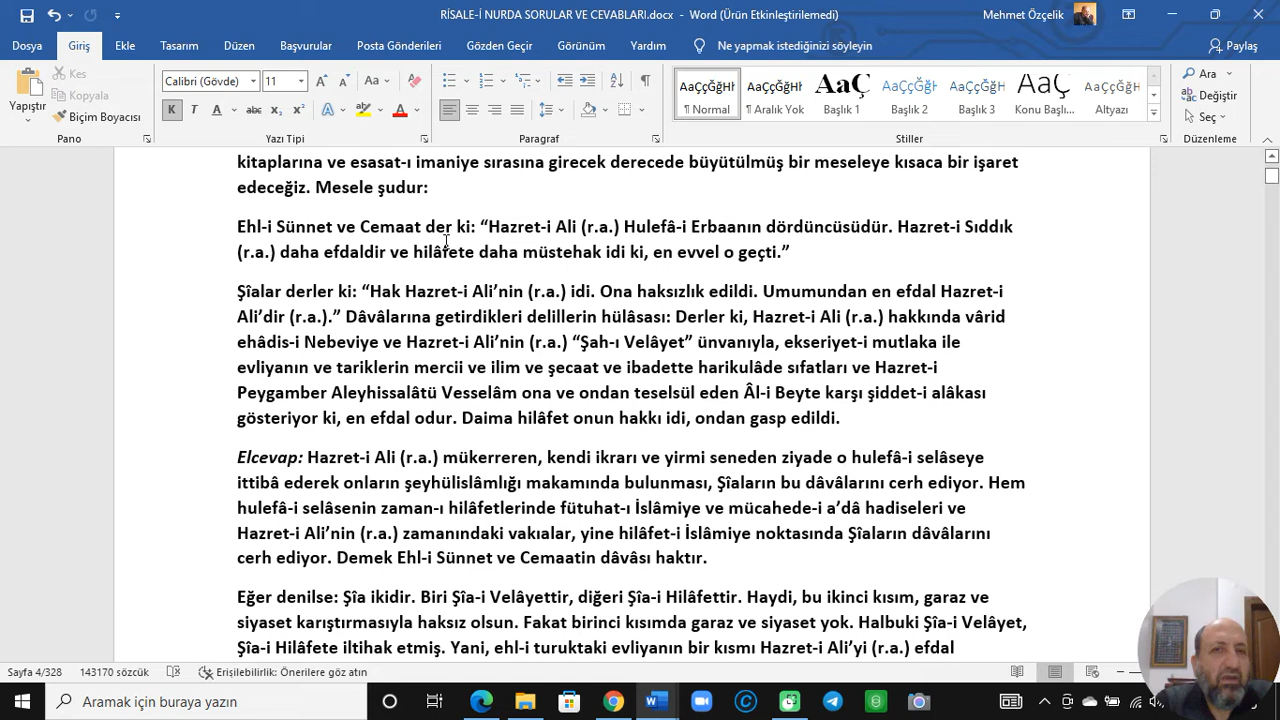 RİSALE-İ NURDA SORULAR VE CEVABLARI.docx - Word (Ürün Etkinleştirilemedi)
Mehmet Özçelik
Dosya Giriş Ekle Tasarım Düzen Başvurular Posta Gönderileri Gözden Geçir Görünüm Yardım Ne yapmak istediğinizi söyleyin Paylaş
Yapıştır
Kes
Kopyala
Biçim Boyacısı
Calibri (Gövde) 11
AaÇçĞğHł AaÇçĞğHł AaÇ AaÇçĞğł AaÇçĞğH AaÇçĞğ AaÇçĞğH
¶ Normal ¶ Aralık Yok Başlık 1 Başlık 2 Başlık 3 Konu Başlı... Altyazı
Ara
Değiştir
Seç
Pano Yazı Tipi Paragraf Stiller Düzenleme
kitaplarına ve esasat-ı imaniye sırasına girecek derecede büyütülmüş bir meseleye kısaca bir işaret
edeceğiz. Mesele şudur:
Ehl-i Sünnet ve Cemaat der ki: “Hazret-i Ali (r.a.) Hulefâ-i Erbaanın dördüncüsüdür. Hazret-i Sıddık
(r.a.) daha efdaldir ve hilâfete daha müstehak idi ki, en evvel o geçti.”
Şîalar derler ki: “Hak Hazret-i Ali’nin (r.a.) idi. Ona haksızlık edildi. Umumundan en efdal Hazret-i
Ali’dir (r.a.).” Dâvâlarına getirdikleri delillerin hülâsası: Derler ki, Hazret-i Ali (r.a.) hakkında vârid
ehâdis-i Nebeviye ve Hazret-i Ali’nin (r.a.) “Şah-ı Velâyet” ünvanıyla, ekseriyet-i mutlaka ile
evliyanın ve tariklerin mercii ve ilim ve şecaat ve ibadette harikulâde sıfatları ve Hazret-i
Peygamber Aleyhissalâtü Vesselâm ona ve ondan teselsül eden Âl-i Beyte karşı şiddet-i alâkası
gösteriyor ki, en efdal odur. Daima hilâfet onun hakkı idi, ondan gasp edildi.
Elcevap: Hazret-i Ali (r.a.) mükerreren, kendi ikrarı ve yirmi seneden ziyade o hulefâ-i selâseye
ittibâ ederek onların şeyhülislâmlığı makamında bulunması, Şîaların bu dâvâlarını cerh ediyor. Hem
hulefâ-i selâsenin zaman-ı hilâfetlerinde fütuhat-ı İslâmiye ve mücahede-i a’dâ hadiseleri ve
Hazret-i Ali’nin (r.a.) zamanındaki vakıalar, yine hilâfet-i İslâmiye noktasında Şîaların dâvâlarını
cerh ediyor. Demek Ehl-i Sünnet ve Cemaatin dâvâsı haktır.
Eğer denilse: Şîa ikidir. Biri Şîa-i Velâyettir, diğeri Şîa-i Hilâfettir. Haydi, bu ikinci kısım, garaz ve
siyaset karıştırmasıyla haksız olsun. Fakat birinci kısımda garaz ve siyaset yok. Halbuki Şîa-i Velâyet,
Şîa-i Hilâfete iltihak etmiş. Yani, ehl-i turuktaki evliyanın bir kısmı Hazret-i Ali’yi (r.a.) efdal
Sayfa 4/328 143170 sözcük Erişilebilirlik: Önerilere göz atın
Aramak için buraya yazın